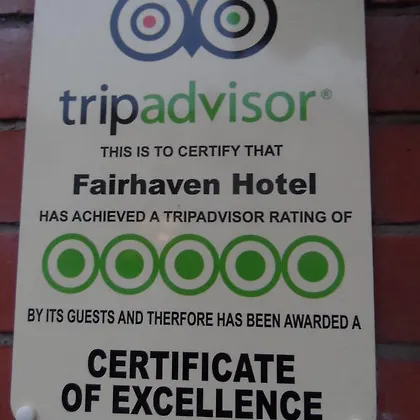 tripadvisor®
THIS IS TO CERTIFY THAT
Fairhaven Hotel
HAS ACHIEVED A TRIPADVISOR RATING OF
BY ITS GUESTS AND THERFORE HAS BEEN AWARDED A
CERTIFICATE
OF EXCELLENCE